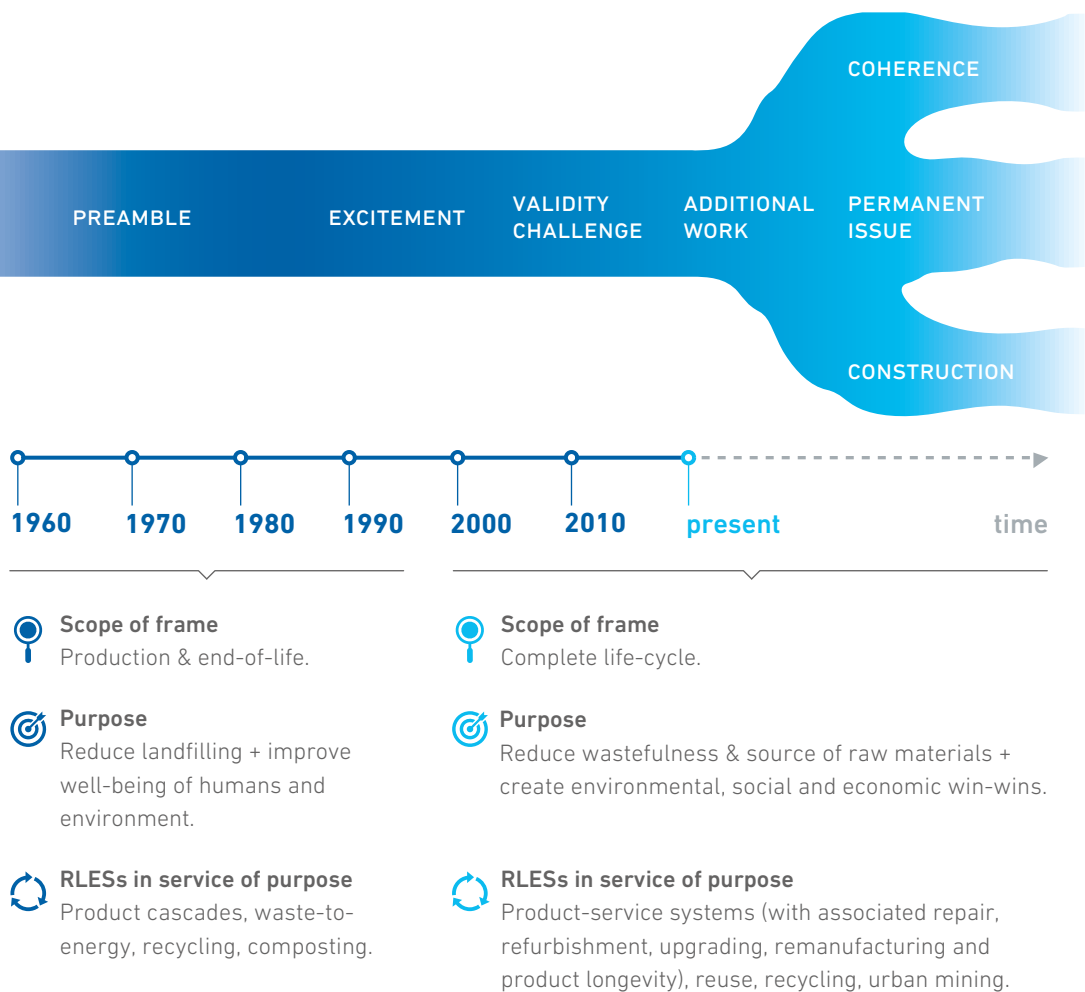 COHERENCE
PREAMBLE
EXCITEMENT
VALIDITY
CHALLENGE
ADDITIONAL
WORK
PERMANENT
ISSUE
CONSTRUCTION
1960
1970
1980
1990
2000
2010
present
time
Scope of frame
Production & end-of-life.
Purpose
Reduce landfilling + improve
well-being of humans and
environment.
RLESs in service of purpose
Product cascades, waste-to-
energy, recycling, composting.
Scope of frame
Complete life-cycle.
Purpose
Reduce wastefulness & source of raw materials +
create environmental, social and economic win-wins.
RLESs in service of purpose
Product-service systems (with associated repair,
refurbishment, upgrading, remanufacturing and
product longevity), reuse, recycling, urban mining.